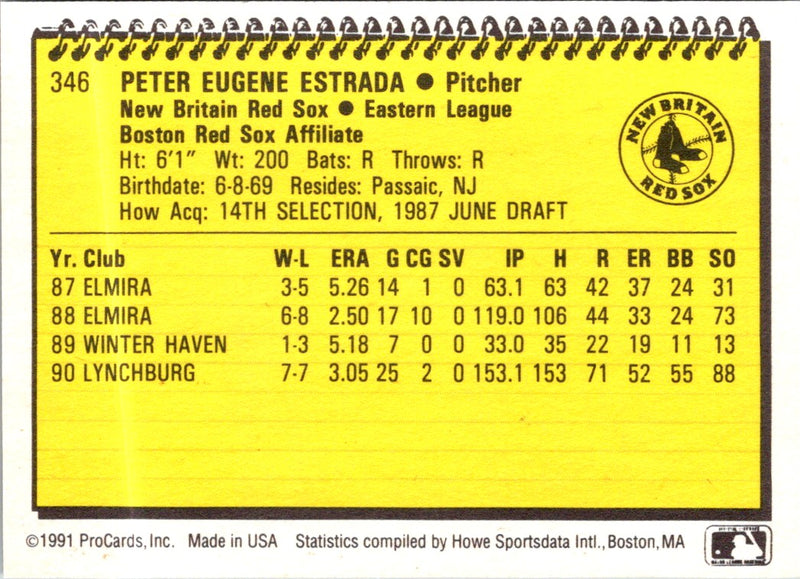 346 PETER EUGENE ESTRADA ● Pitcher
New Britain Red Sox ● Eastern League
Boston Red Sox Affiliate
Ht: 6'1" Wt: 200 Bats: R Throws: R
Birthdate: 6-8-69 Resides: Passaic, NJ
How Acq: 14TH SELECTION, 1987 JUNE DRAFT
NEW BRITAIN
RED SOX
Yr. Club W-L ERA G CG SV IP H R ER BB SO
87 ELMIRA 3-5 5.26 14 1 0 63.1 63 42 37 24 31
88 ELMIRA 6-8 2.50 17 10 0 119.0 106 44 33 24 73
89 WINTER HAVEN 1-3 5.18 7 0 0 33.0 35 22 19 11 13
90 LYNCHBURG 7-7 3.05 25 2 0 153.1 153 71 52 55 88
©1991 ProCards, Inc. Made in USA Statistics compiled by Howe Sportsdata Intl., Boston, MA